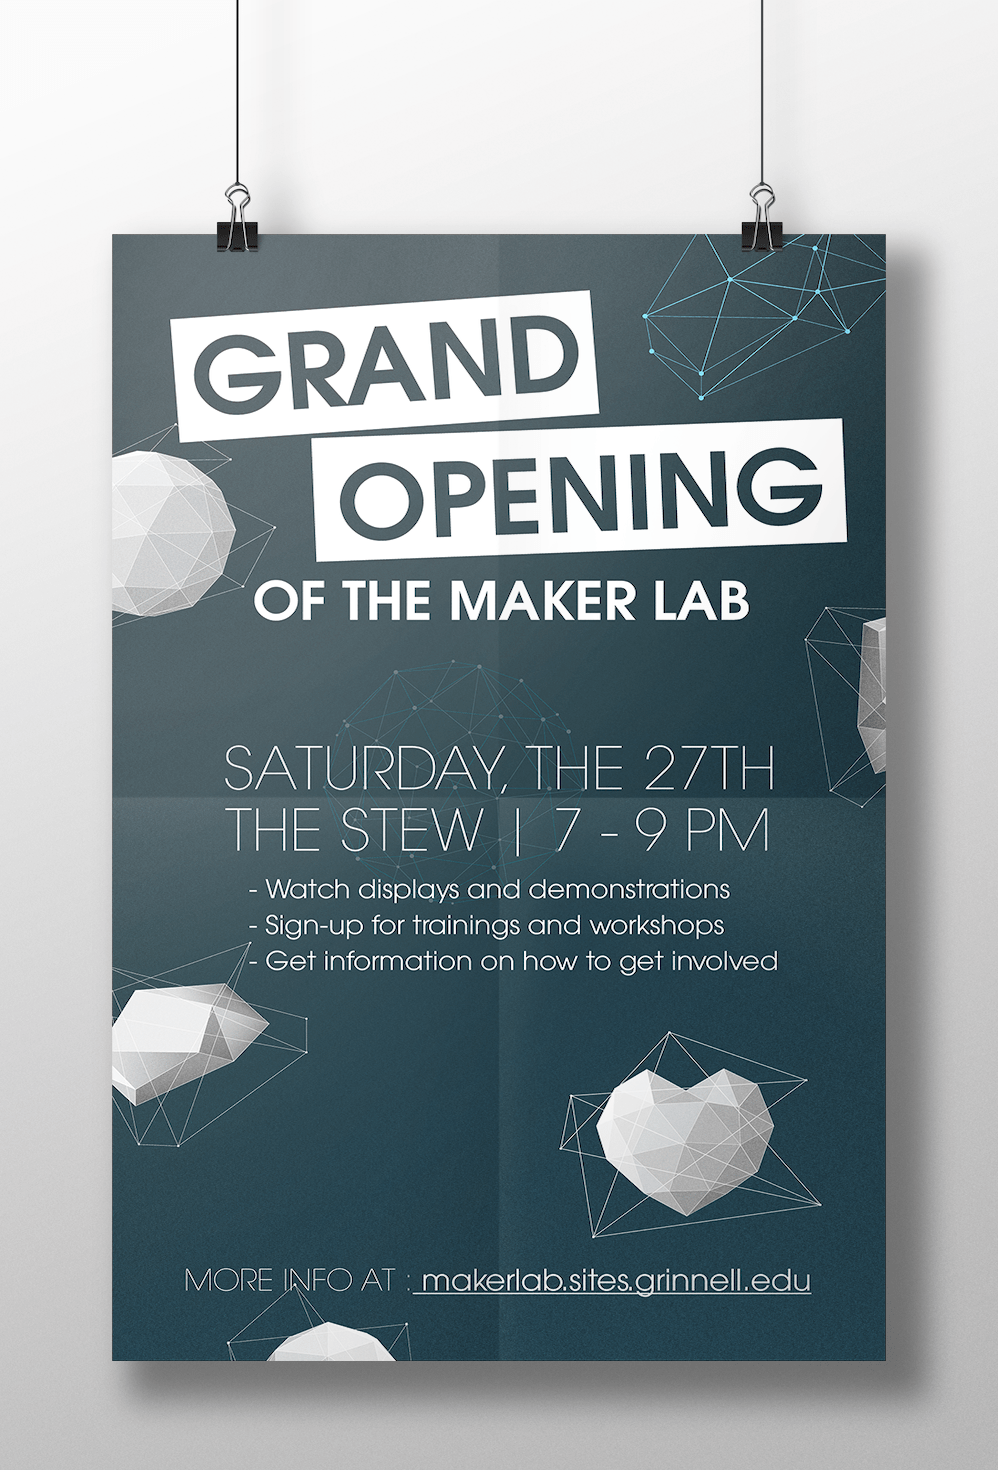 GRAND
OPENING
OF THE MAKER LAB
SATURDAY, THE 27TH
THE STEW | 7 - 9 PM
- Watch displays and demonstrations
- Sign-up for trainings and workshops
- Get information on how to get involved
MORE INFO AT : makerlab.sites.grinnell.edu